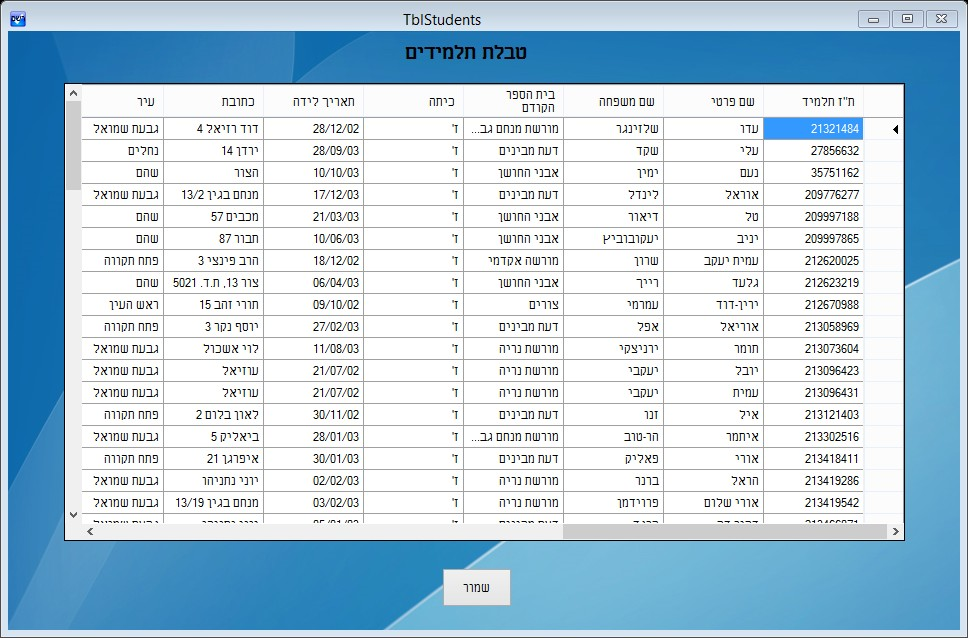 TblStudents
טבלת תלמידים
ת"ז תלמיד שם פרטי שם משפחה בית הספר הקודם כיתה תאריך לידה כתובת עיר
21321484 עדו שלזינגר מורשת מנחם גב... ד' 28/12/02 דוד רזיאל 4 גבעת שמואל
27856632 עלי שקד דעת מבינים ד' 28/09/03 ירדן 14 נחלים
35751162 נעם ימין אבני החושן ד' 10/10/03 הצור שהם
209776277 אוראל לינדל דעת מבינים ד' 17/12/03 מנחם בגין 13/2 גבעת שמואל
209997188 טל דיאור אבני החושן ד' 21/03/03 מכבים 57 שהם
209997865 יניב יעקובוביץ אבני החושן ד' 10/06/03 תבור 87 שהם
212620025 עמית יעקב שרון מורשה אקדמי ד' 18/12/02 הרב פינצי 3 פתח תקווה
212623219 גלעד רייך אבני החושן ד' 06/04/03 צור 13, ת.ד. 5021 שהם
212670988 ירין-דוד עמרמי צורים ד' 09/10/02 תורי זהב 15 ראש העין
213058969 אוריאל אפל דעת מבינים ד' 27/02/03 יוסף נקר 3 פתח תקווה
213073604 תומר ירניצקי מורשת נריה ד' 11/08/03 לוי אשכול גבעת שמואל
213096423 יובל יעקבי מורשת נריה ד' 21/07/02 עוזיאל גבעת שמואל
213096431 עמית יעקבי מורשת נריה ד' 21/07/02 עוזיאל גבעת שמואל
213121403 איל זנו דעת מבינים ד' 30/11/02 לאון בלום 2 פתח תקווה
213302516 איתמר הר-טוב מורשת מנחם גב... ד' 28/01/03 ביאליק 5 גבעת שמואל
213418411 אורי פאליק דעת מבינים ד' 30/01/03 איפרגן 21 פתח תקווה
213419286 הראל ברנר מורשת נריה ד' 02/02/03 יוני נתניהו גבעת שמואל
213419542 אורי שלום פרוידמן מורשת נריה ד' 03/02/03 מנחם בגין 13/19 גבעת שמואל
שמור